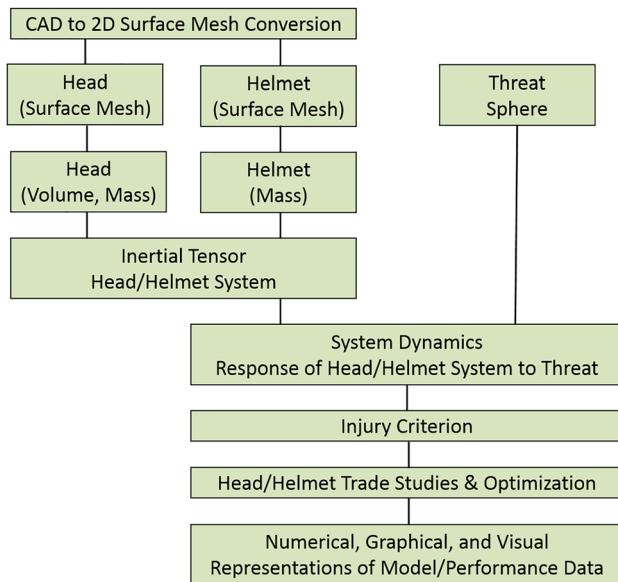 CAD to 2D Surface Mesh Conversion
Head
(Surface Mesh)
Helmet
(Surface Mesh)
Threat
Sphere
Head
(Volume, Mass)
Helmet
(Mass)
Inertial Tensor
Head/Helmet System
System Dynamics
Response of Head/Helmet System to Threat
Injury Criterion
Head/Helmet Trade Studies & Optimization
Numerical, Graphical, and Visual
Representations of Model/Performance Data